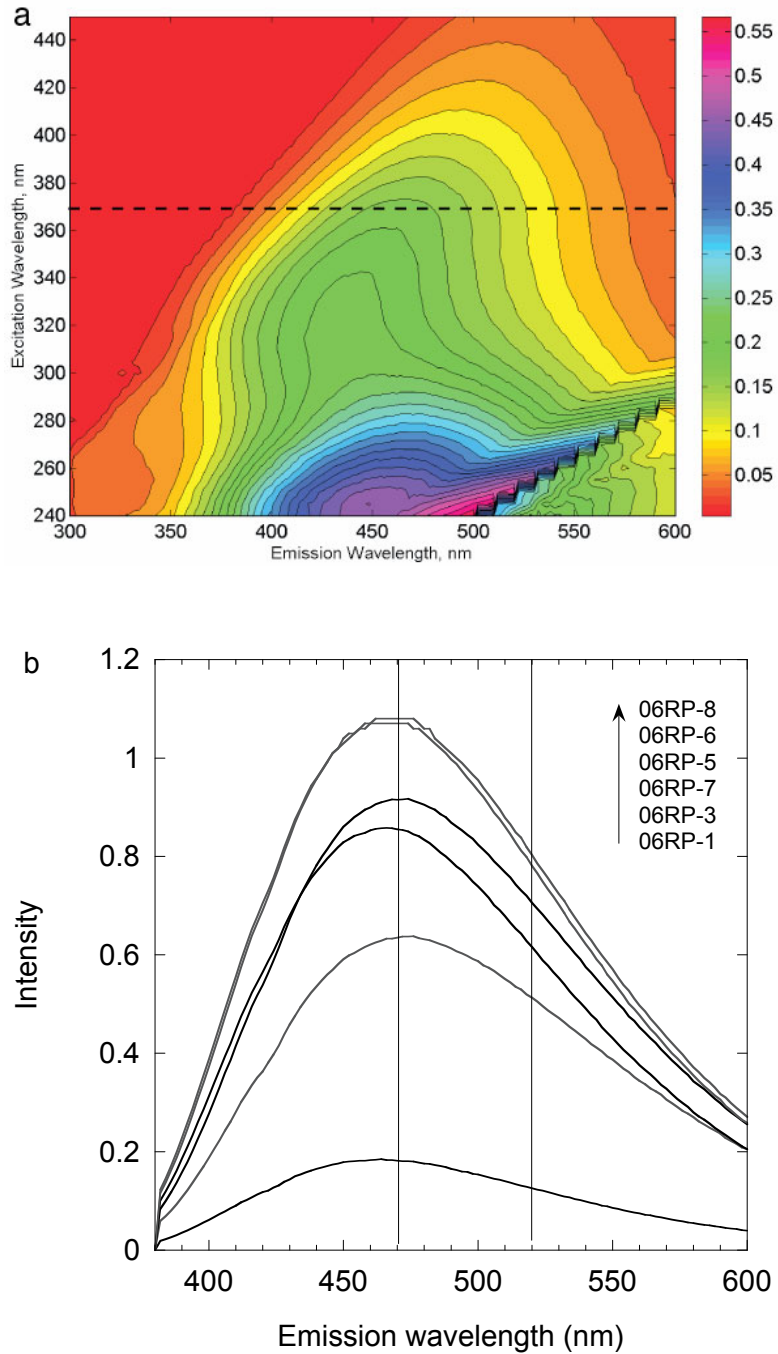 a
440
420
400
380
360
340
320
300
280
260
240
Excitation Wavelength, nm
300 350 400 450 500 550 600
Emission Wavelength, nm
0.55
0.5
0.45
0.4
0.35
0.3
0.25
0.2
0.15
0.1
0.05
b
1.2
1
0.8
0.6
0.4
0.2
0
Intensity
06RP-8
06RP-6
06RP-5
06RP-7
06RP-3
06RP-1
400 450 500 550 600
Emission wavelength (nm)